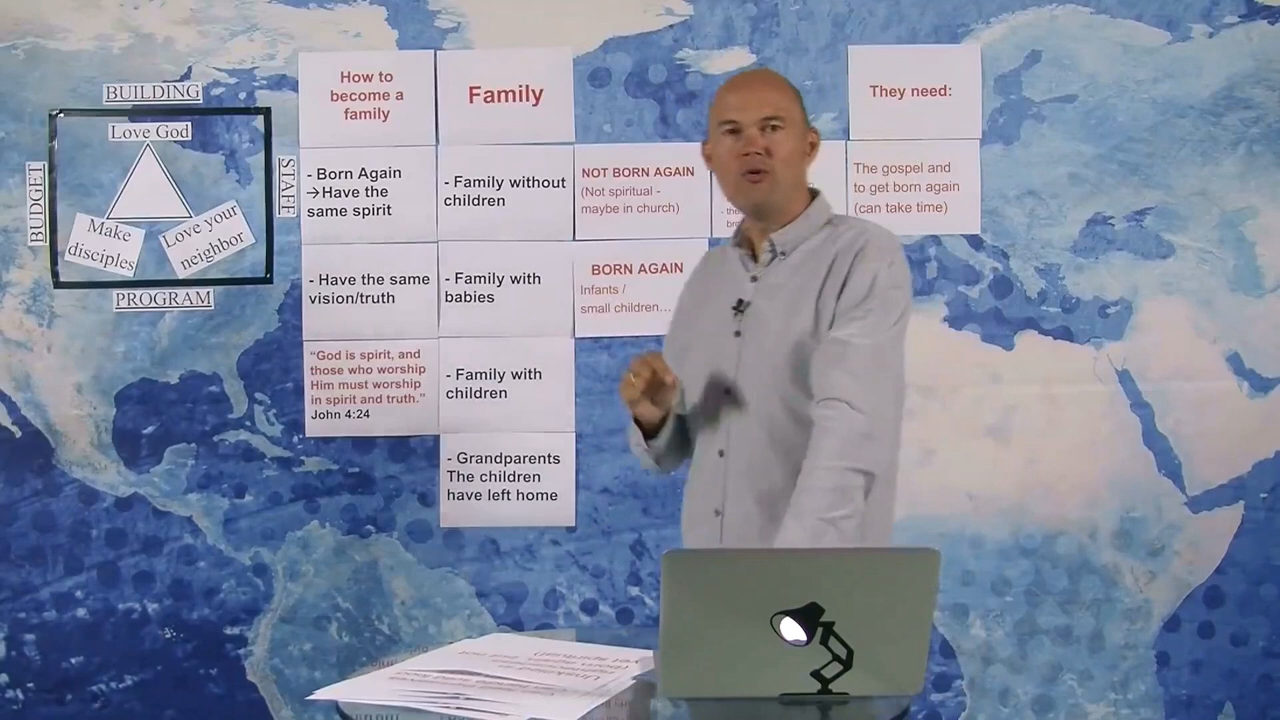 BUILDING
Love God
BUDGET
STAFF
Make
disciples
Love your
neighbor
PROGRAM
How to
become a
family
Family
They need:
- Born Again
→Have the
same spirit
- Family without
children
NOT BORN AGAIN
(Not spiritual -
maybe in church)
The gospel and
to get born again
(can take time)
- Have the same
vision/truth
- Family with
babies
BORN AGAIN
Infants /
small children...
“God is spirit, and
those who worship
Him must worship
in spirit and truth.”
John 4:24
- Family with
children
- Grandparents
The children
have left home